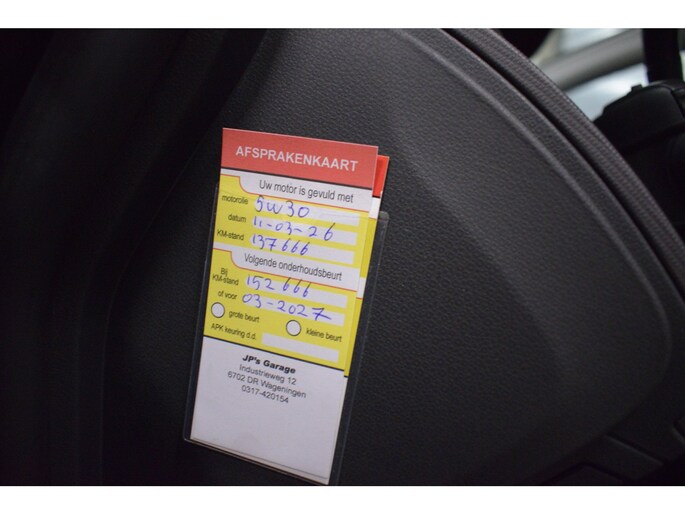 AFSPRAKENKAART
Uw motor is gevuld met
motorolie 5W30
datum 11-03-26
KM-stand 137666
Volgende onderhoudsbeurt
Bij
KM-stand 152666
of voor 03-2027
grote beurt kleine beurt
APK keuring d.d.
JP's Garage
Industrieweg 12
6702 DR Wageningen
0317-420154